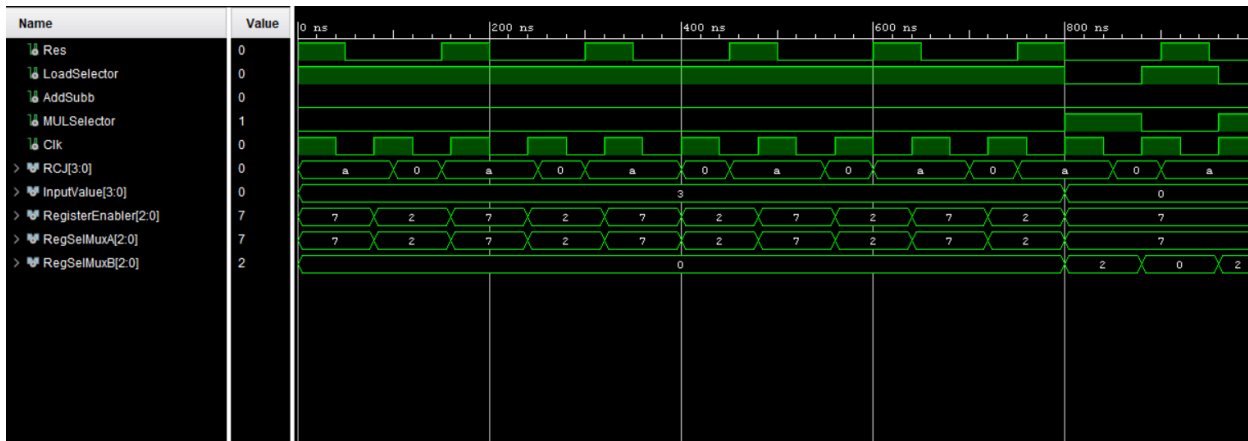 Name Value 0 ns 200 ns 400 ns 600 ns 800 ns
Res 0
LoadSelector 0
AddSubb 0
MULSelector 1
Clk 0
RCJ[3:0] 0 a 0 a 0 a 0 a 0 a 0 a 0 a
InputValue[3:0] 0 3 0
RegisterEnabler[2:0] 7 7 2 7 2 7 2 7 2 7 2 7
RegSelMuxA[2:0] 7 7 2 7 2 7 2 7 2 7 2 7
RegSelMuxB[2:0] 2 0 2 0 2